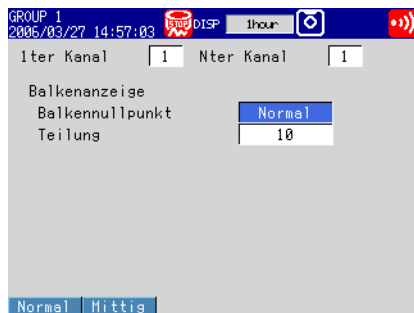 GROUP 1
2006/03/27 14:57:03 STOP DISP 1hour
1ter Kanal 1 Nter Kanal 1
Balkenanzeige
Balkennullpunkt Normal
Teilung 10
Normal Mittig